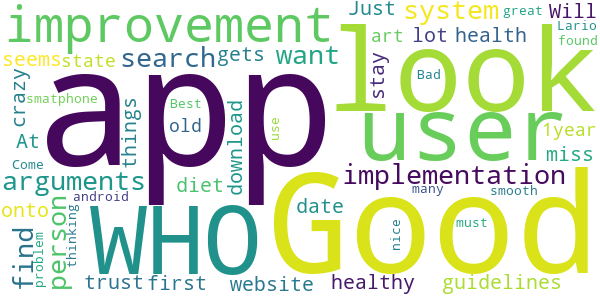 improvement
system
Just
great
Will
look
Lario
art
lot
health
found
seems
state
search
gets
want
stay
Bad
app
user
crazy
smatphone
Best
old
download
use
1year
things
At
miss
Come
arguments
diet
implementation
Good
android
many
smooth
onto
person
WHO
date
nice
must
find
problem
thinking
trust
first
website
healthy
guidelines